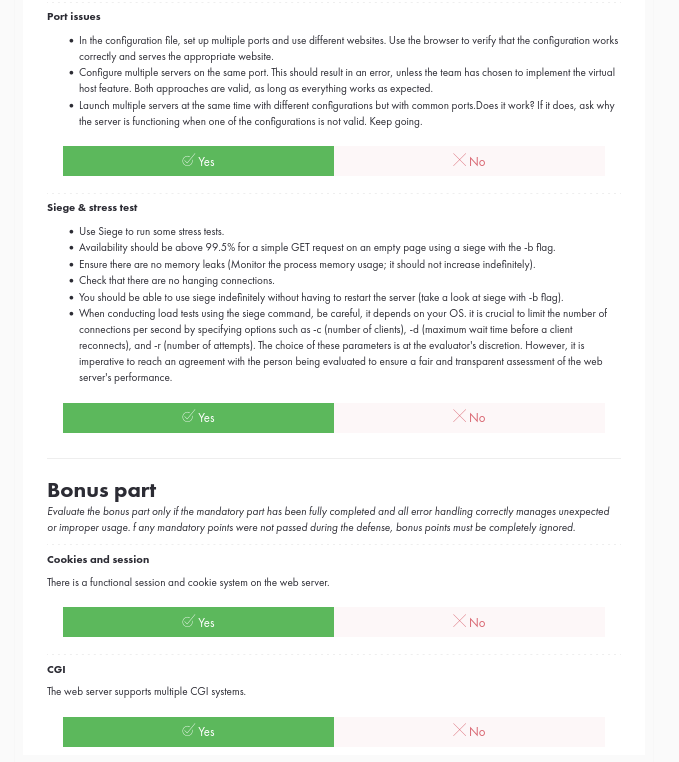 Port issues
In the configuration file, set up multiple ports and use different websites. Use the browser to verify that the configuration works
correctly and serves the appropriate website.
Configure multiple servers on the same port. This should result in an error, unless the team has chosen to implement the virtual
host feature. Both approaches are valid, as long as everything works as expected.
Launch multiple servers at the same time with different configurations but with common ports.Does it work? If it does, ask why
the server is functioning when one of the configurations is not valid. Keep going.
Yes No
Siege & stress test
Use Siege to run some stress tests.
Availability should be above 99.5% for a simple GET request on an empty page using a siege with the -b flag.
Ensure there are no memory leaks (Monitor the process memory usage; it should not increase indefinitely).
Check that there are no hanging connections.
You should be able to use siege indefinitely without having to restart the server (take a look at siege with -b flag).
When conducting load tests using the siege command, be careful, it depends on your OS. it is crucial to limit the number of
connections per second by specifying options such as -c (number of clients), -d (maximum wait time before a client
reconnects), and -r (number of attempts). The choice of these parameters is at the evaluator's discretion. However, it is
imperative to reach an agreement with the person being evaluated to ensure a fair and transparent assessment of the web
server's performance.
Yes No
Bonus part
Evaluate the bonus part only if the mandatory part has been fully completed and all error handling correctly manages unexpected
or improper usage. f any mandatory points were not passed during the defense, bonus points must be completely ignored.
Cookies and session
There is a functional session and cookie system on the web server.
Yes No
CGI
The web server supports multiple CGI systems.
Yes No